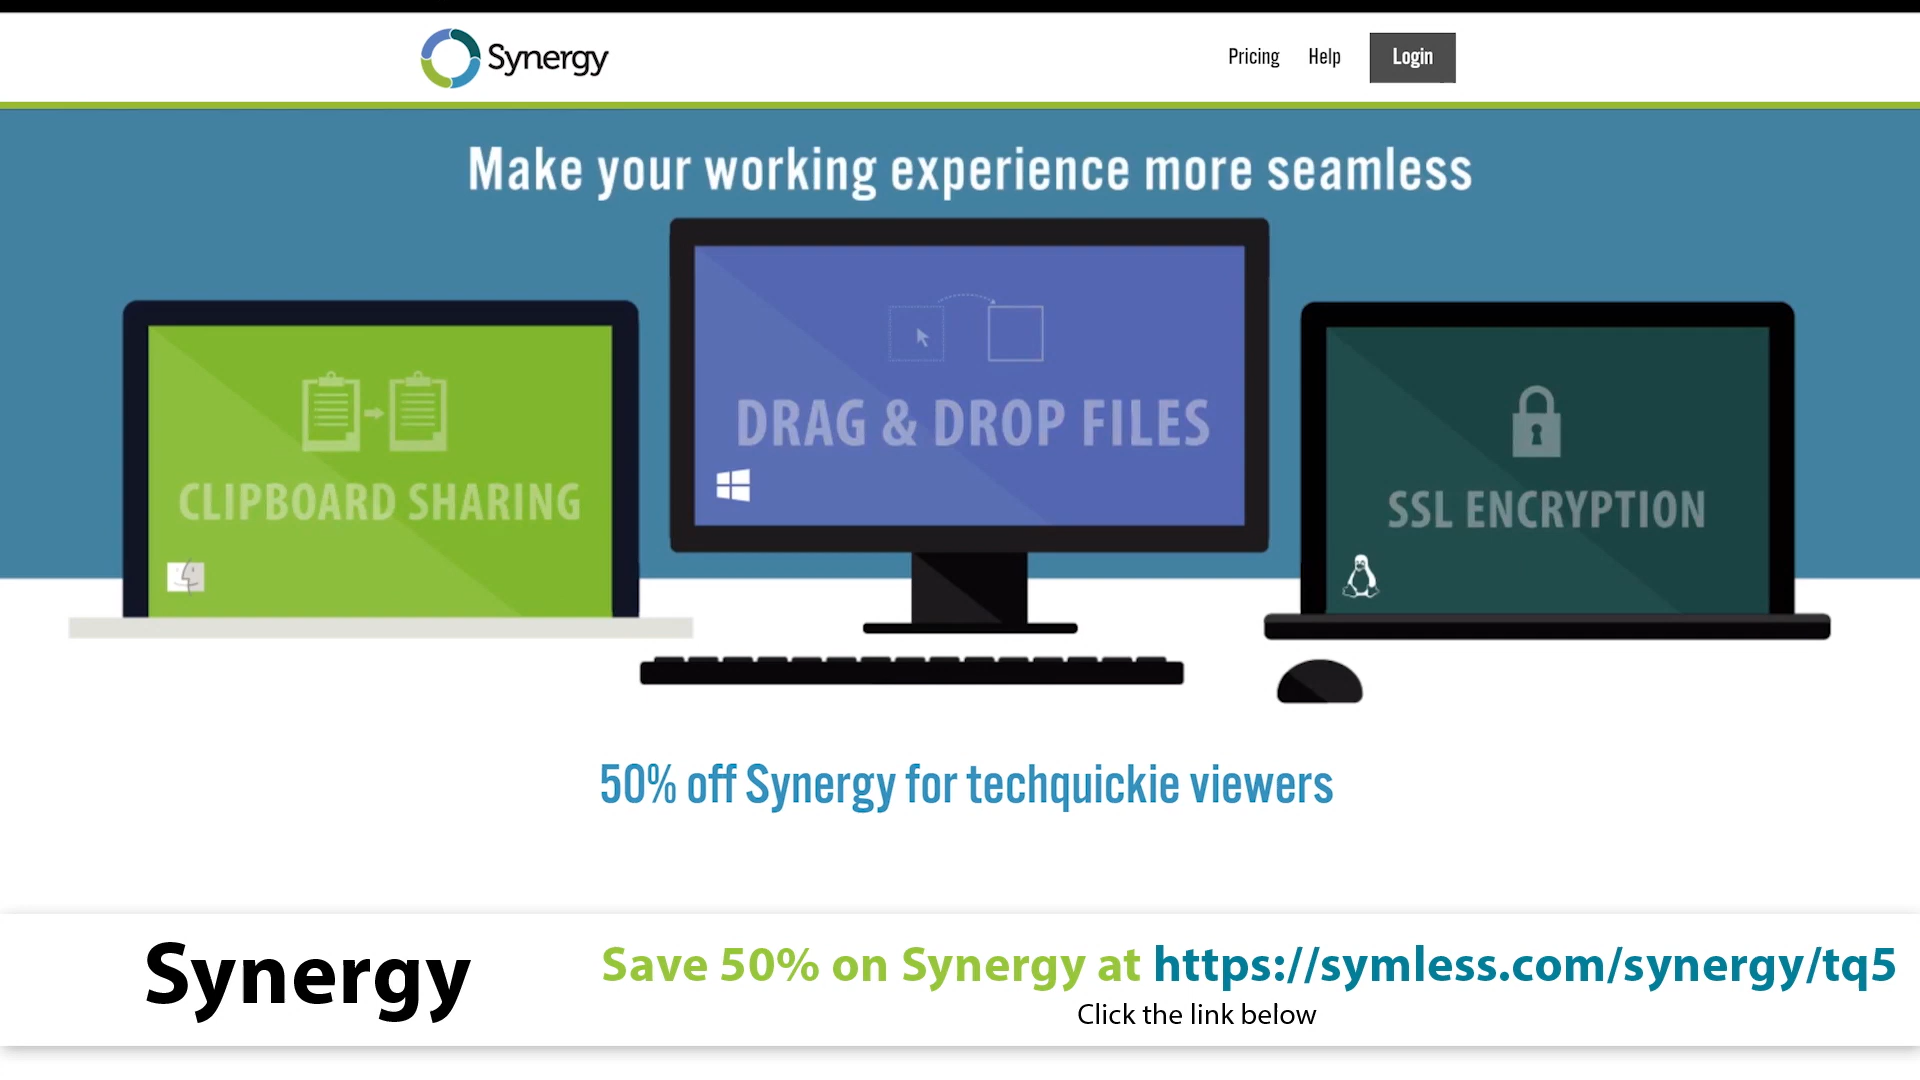 Synergy
Pricing
Help
Login
Make your working experience more seamless
CLIPBOARD SHARING
DRAG & DROP FILES
SSL ENCRYPTION
50% off Synergy for techquickie viewers
Synergy
Save 50% on Synergy at https://symless.com/synergy/tq5
Click the link below